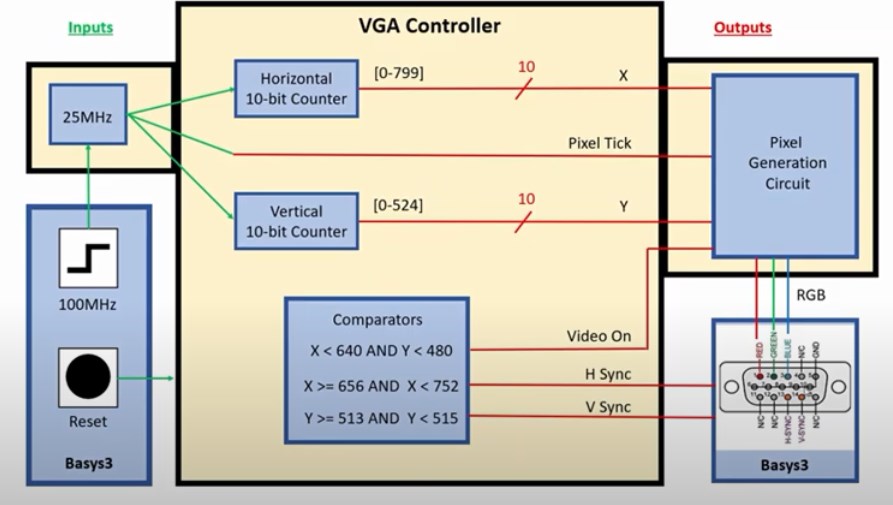 Inputs
VGA Controller
Outputs
25MHz
Horizontal
10-bit Counter
[0-799]
10
X
Pixel Tick
Vertical
10-bit Counter
[0-524]
10
Y
Pixel
Generation
Circuit
100MHz
Reset
Basys3
Comparators
X < 640 AND Y < 480
X >= 656 AND X < 752
Y >= 513 AND Y < 515
Video On
H Sync
V Sync
RGB
RED
GREEN
BLUE
N/C
GND
N/C
N/C
H-SYNC
V-SYNC
N/C
Basys3